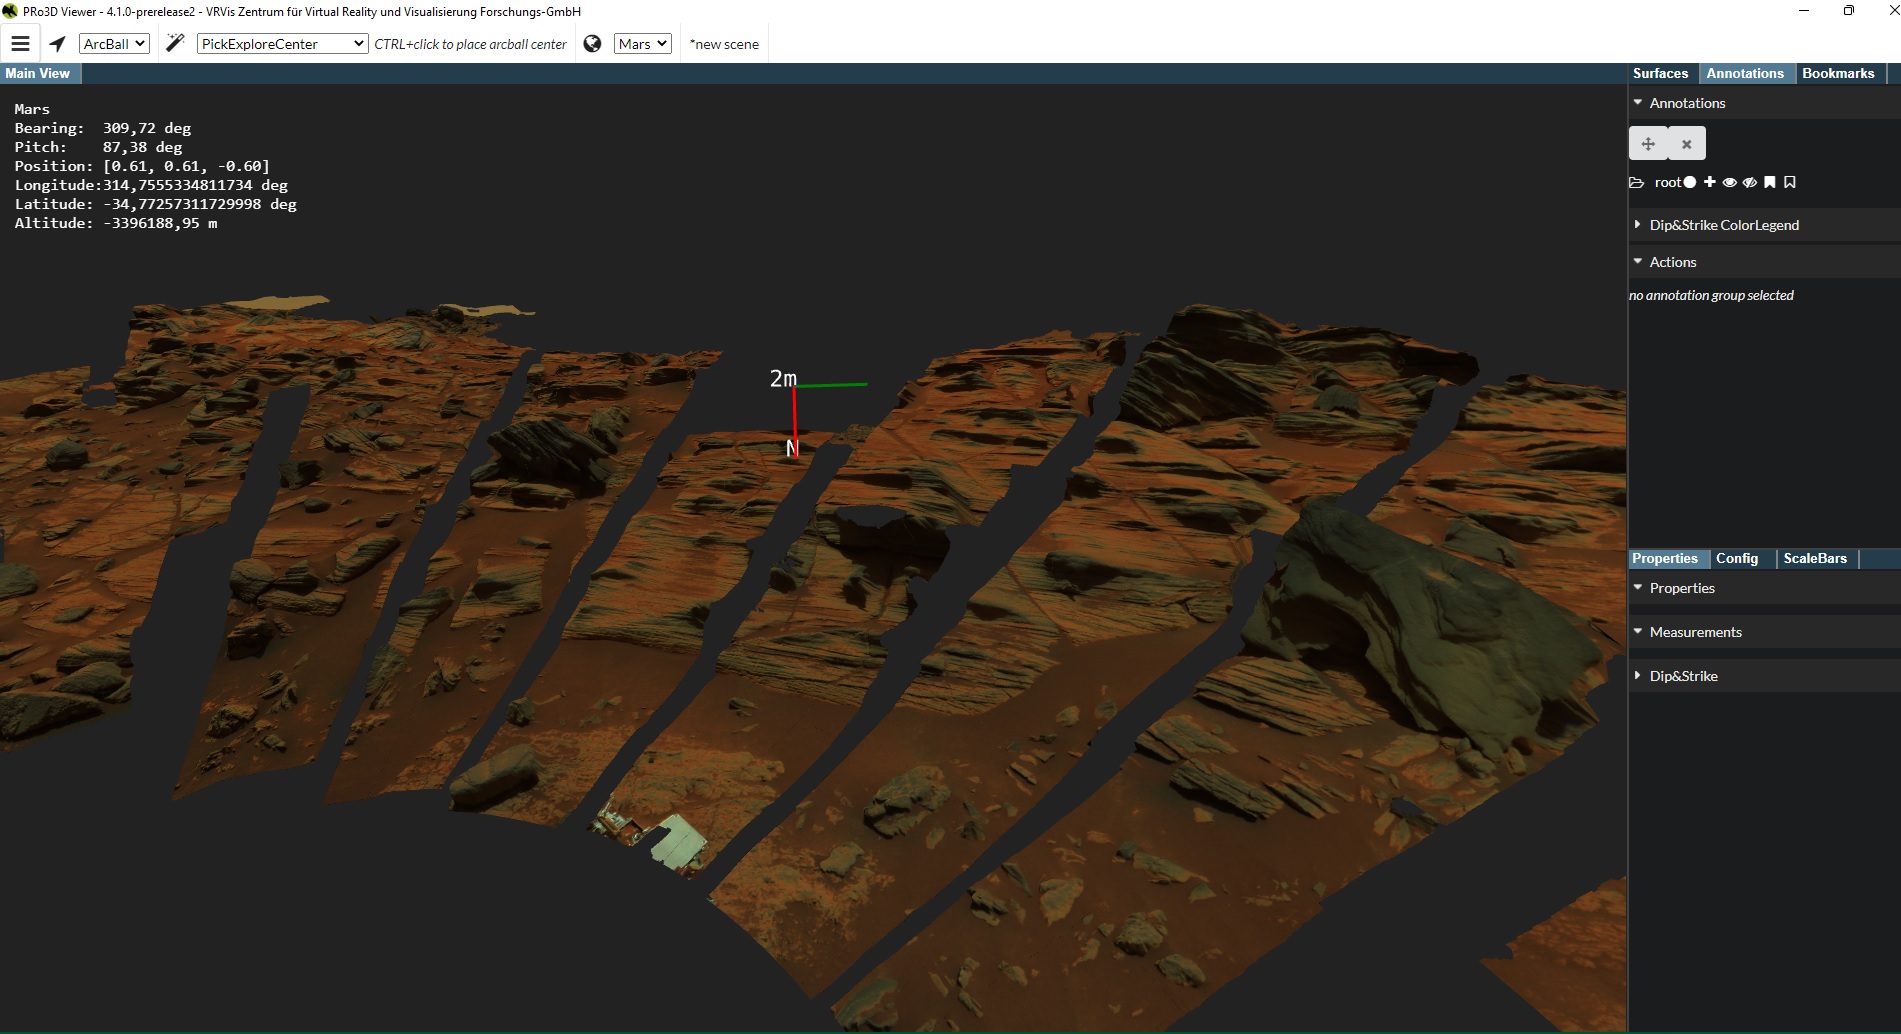 PRo3D Viewer - 4.1.0-prerelease2 - VRVis Zentrum für Virtual Reality und Visualisierung Forschungs-GmbH
ArcBall PickExploreCenter CTRL+click to place arcball center Mars *new scene
Main View
Mars
Bearing: 309,72 deg
Pitch: 87,38 deg
Position: [0.61, 0.61, -0.60]
Longitude:314,7555334811734 deg
Latitude: -34,77257311729998 deg
Altitude: -3396188,95 m
2m
N
Surfaces Annotations Bookmarks
Annotations
root
Dip&Strike ColorLegend
Actions
no annotation group selected
Properties Config ScaleBars
Properties
Measurements
Dip&Strike